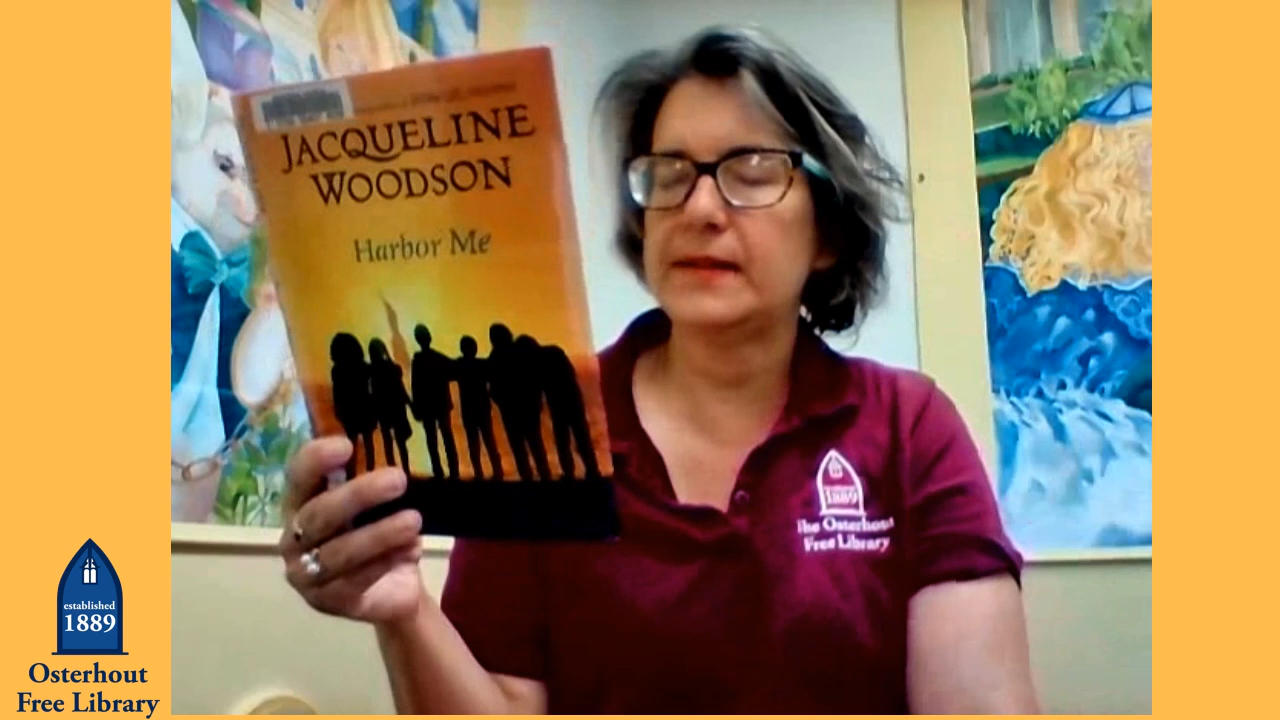 JACQUELINE
WOODSON
Harbor Me
1889
The Osterhout
Free Library
established
1889
Osterhout
Free Library